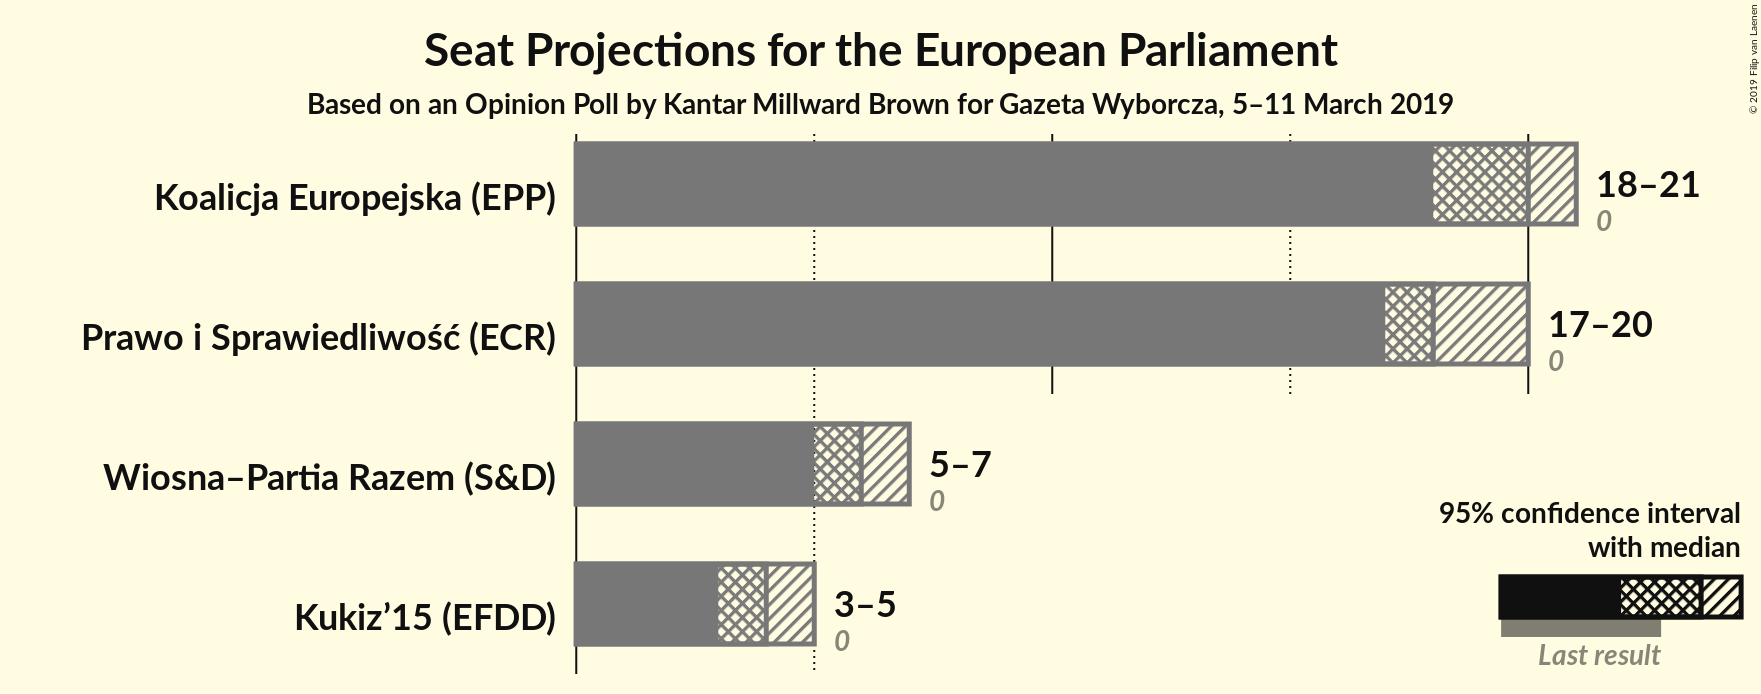 Seat Projections for the European Parliament
Based on an Opinion Poll by Kantar Millward Brown for Gazeta Wyborcza, 5–11 March 2019
© 2019 Filip van Laenen
Koalicja Europejska (EPP)
18–21
0
Prawo i Sprawiedliwość (ECR)
17–20
0
Wiosna–Partia Razem (S&D)
5–7
0
Kukiz’15 (EFDD)
3–5
0
95% confidence interval
with median
Last result